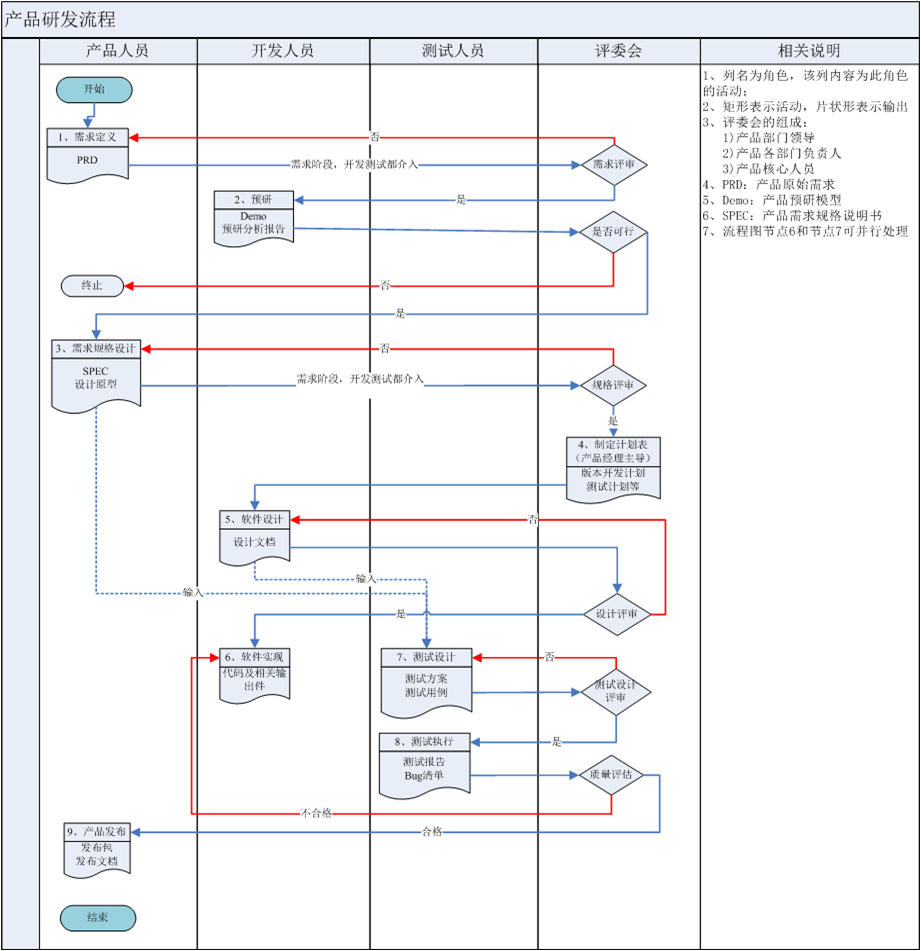 产品研发流程
产品人员
开发人员
测试人员
评委会
相关说明
开始
1、需求定义
PRD
否
需求阶段，开发测试都介入
需求评审
是
2、预研
Demo
预研分析报告
是否可行
终止
否
是
3、需求规格设计
SPEC
设计原型
否
需求阶段，开发测试都介入
规格评审
是
4、制定计划表
（产品经理主导）
版本开发计划
测试计划等
5、软件设计
设计文档
否
输入
输入
是
设计评审
6、软件实现
代码及相关输
出件
7、测试设计
测试方案
测试用例
否
测试设计
评审
是
8、测试执行
测试报告
Bug清单
质量评估
不合格
合格
9、产品发布
发布包
发布文档
结束
1、列名为角色，该列内容为此角色
的活动；
2、矩形表示活动，片状形表示输出
3、评委会的组成：
1)产品部门领导
2)产品各部门负责人
3)产品核心人员
4、PRD：产品原始需求
5、Demo：产品预研模型
6、SPEC：产品需求规格说明书
7、流程图节点6和节点7可并行处理